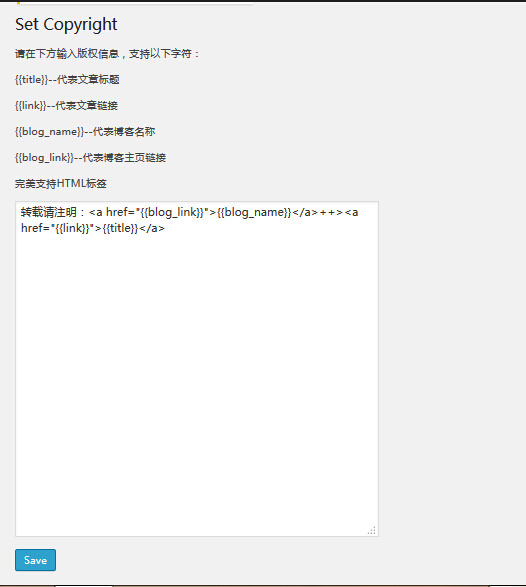 Set Copyright
请在下方输入版权信息，支持以下字符：
{{title}}--代表文章标题
{{link}}--代表文章链接
{{blog_name}}--代表博客名称
{{blog_link}}--代表博客主页链接
完美支持HTML标签
转载请注明：<a href="{{blog_link}}">{{blog_name}}</a>++><a
href="{{link}}">{{title}}</a>
Save